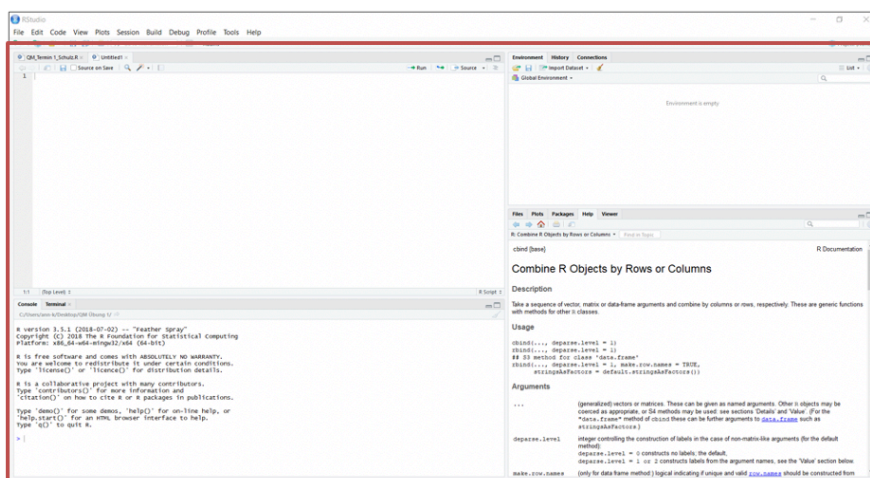 RStudio
File Edit Code View Plots Session Build Debug Profile Tools Help
QM_Termin 1_Schulz.R × Untitled1 ×
Source on Save Run Source
1
1:1 (Top Level) R Script
Console Terminal ×
R version 3.5.1 (2018-07-02) -- "Feather Spray"
Copyright (C) 2018 The R Foundation for Statistical Computing
Platform: x86_64-w64-mingw32/x64 (64-bit)
R is free software and comes with ABSOLUTELY NO WARRANTY.
You are welcome to redistribute it under certain conditions.
Type 'license()' or 'licence()' for distribution details.
R is a collaborative project with many contributors.
Type 'contributors()' for more information and
'citation()' on how to cite R or R packages in publications.
Type 'demo()' for some demos, 'help()' for on-line help, or
'help.start()' for an HTML browser interface to help.
Type 'q()' to quit R.
>
Environment History Connections
Import Dataset List
Global Environment
Environment is empty
Files Plots Packages Help Viewer
R: Combine R Objects by Rows or Columns Find in Topic
cbind {base} R Documentation
Combine R Objects by Rows or Columns
Description
Take a sequence of vector, matrix or data-frame arguments and combine by columns or rows, respectively. These are generic functions
with methods for other R classes.
Usage
cbind(..., deparse.level = 1)
rbind(..., deparse.level = 1)
## S3 method for class 'data.frame'
rbind(..., deparse.level = 1, make.row.names = TRUE,
stringsAsFactors = default.stringsAsFactors())
Arguments
... (generalized) vectors or matrices. These can be given as named arguments. Other R objects may be
coerced as appropriate, or S4 methods may be used: see sections 'Details' and 'Value'. (For the
"data.frame" method of cbind these can be further arguments to data.frame such as
stringsAsFactors.)
deparse.level integer controlling the construction of labels in the case of non-matrix-like arguments (for the default
method):
deparse.level = 0 constructs no labels; the default,
deparse.level = 1 or 2 constructs labels from the argument names, see the 'Value' section below.
make.row.names (only for data frame method:) logical indicating if unique and valid row.names should be constructed from